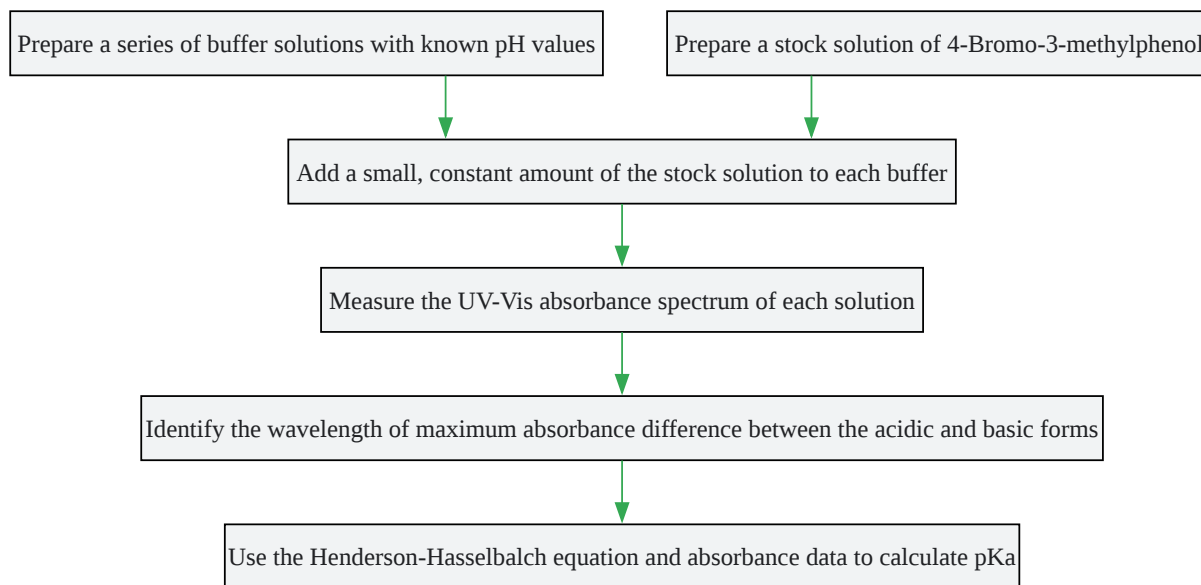 Prepare a series of buffer solutions with known pH values
Prepare a stock solution of 4-Bromo-3-methylphenol
Add a small, constant amount of the stock solution to each buffer
Measure the UV-Vis absorbance spectrum of each solution
Identify the wavelength of maximum absorbance difference between the acidic and basic forms
Use the Henderson-Hasselbalch equation and absorbance data to calculate pKa